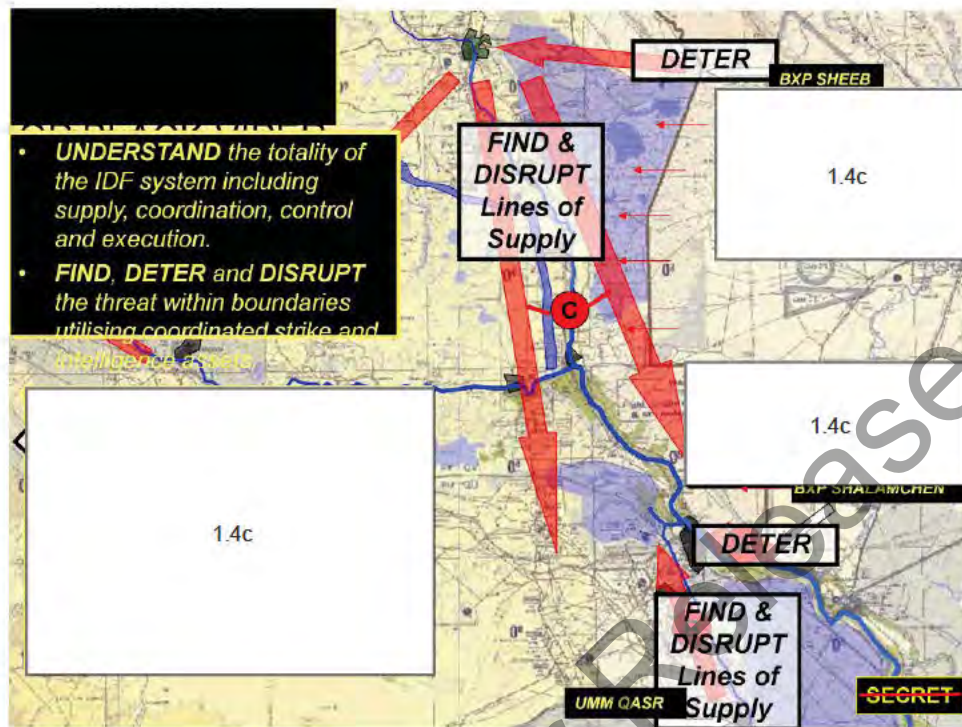 DETER
BXP SHEEB
• UNDERSTAND the totality of
the IDF system including
supply, coordination, control
and execution.
• FIND, DETER and DISRUPT
the threat within boundaries
utilising coordinated strike and
intelligence assets
FIND &
DISRUPT
Lines of
Supply
1.4c
G
1.4c
1.4c
BXP SHALAMCHEH
DETER
FIND &
DISRUPT
Lines of
Supply
UMM QASR
SECRET
Release